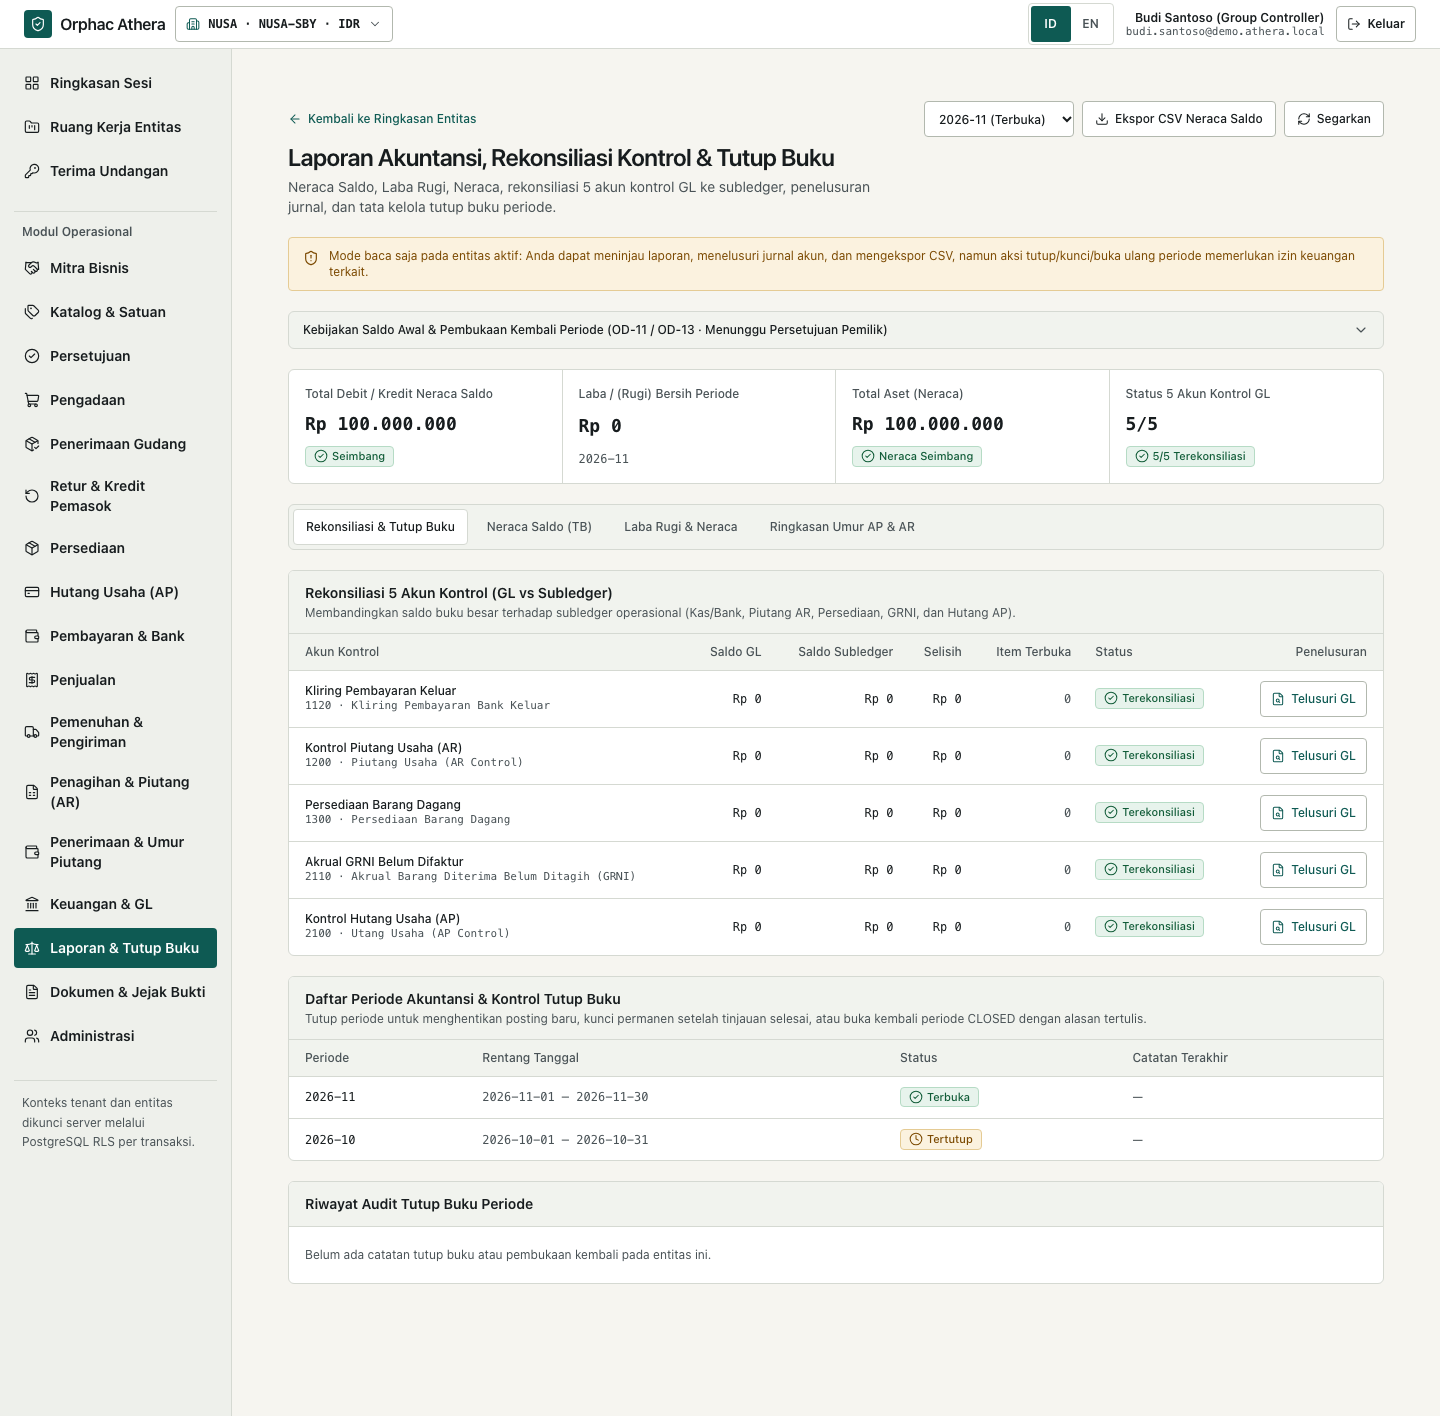 Orphac Athera
NUSA · NUSA-SBY · IDR
ID
EN
Budi Santoso (Group Controller)
budi.santoso@demo.athera.local
Keluar
Ringkasan Sesi
Ruang Kerja Entitas
Terima Undangan
Modul Operasional
Mitra Bisnis
Katalog & Satuan
Persetujuan
Pengadaan
Penerimaan Gudang
Retur & Kredit
Pemasok
Persediaan
Hutang Usaha (AP)
Pembayaran & Bank
Penjualan
Pemenuhan &
Pengiriman
Penagihan & Piutang
(AR)
Penerimaan & Umur
Piutang
Keuangan & GL
Laporan & Tutup Buku
Dokumen & Jejak Bukti
Administrasi
Konteks tenant dan entitas
dikunci server melalui
PostgreSQL RLS per transaksi.
Kembali ke Ringkasan Entitas
2026-11 (Terbuka)
Ekspor CSV Neraca Saldo
Segarkan
Laporan Akuntansi, Rekonsiliasi Kontrol & Tutup Buku
Neraca Saldo, Laba Rugi, Neraca, rekonsiliasi 5 akun kontrol GL ke subledger, penelusuran
jurnal, dan tata kelola tutup buku periode.
Mode baca saja pada entitas aktif: Anda dapat meninjau laporan, menelusuri jurnal akun, dan mengekspor CSV, namun aksi tutup/kunci/buka ulang periode memerlukan izin keuangan
terkait.
Kebijakan Saldo Awal & Pembukaan Kembali Periode (OD-11 / OD-13 · Menunggu Persetujuan Pemilik)
Total Debit / Kredit Neraca Saldo
Rp 100.000.000
Seimbang
Laba / (Rugi) Bersih Periode
Rp 0
2026-11
Total Aset (Neraca)
Rp 100.000.000
Neraca Seimbang
Status 5 Akun Kontrol GL
5/5
5/5 Terekonsiliasi
Rekonsiliasi & Tutup Buku
Neraca Saldo (TB)
Laba Rugi & Neraca
Ringkasan Umur AP & AR
Rekonsiliasi 5 Akun Kontrol (GL vs Subledger)
Membandingkan saldo buku besar terhadap subledger operasional (Kas/Bank, Piutang AR, Persediaan, GRNI, dan Hutang AP).
Akun Kontrol Saldo GL Saldo Subledger Selisih Item Terbuka Status Penelusuran
Kliring Pembayaran Keluar
1120 · Kliring Pembayaran Bank Keluar
Rp 0 Rp 0 Rp 0 0 Terekonsiliasi Telusuri GL
Kontrol Piutang Usaha (AR)
1200 · Piutang Usaha (AR Control)
Rp 0 Rp 0 Rp 0 0 Terekonsiliasi Telusuri GL
Persediaan Barang Dagang
1300 · Persediaan Barang Dagang
Rp 0 Rp 0 Rp 0 0 Terekonsiliasi Telusuri GL
Akrual GRNI Belum Difaktur
2110 · Akrual Barang Diterima Belum Ditagih (GRNI)
Rp 0 Rp 0 Rp 0 0 Terekonsiliasi Telusuri GL
Kontrol Hutang Usaha (AP)
2100 · Utang Usaha (AP Control)
Rp 0 Rp 0 Rp 0 0 Terekonsiliasi Telusuri GL
Daftar Periode Akuntansi & Kontrol Tutup Buku
Tutup periode untuk menghentikan posting baru, kunci permanen setelah tinjauan selesai, atau buka kembali periode CLOSED dengan alasan tertulis.
Periode Rentang Tanggal Status Catatan Terakhir
2026-11 2026-11-01 — 2026-11-30 Terbuka —
2026-10 2026-10-01 — 2026-10-31 Tertutup —
Riwayat Audit Tutup Buku Periode
Belum ada catatan tutup buku atau pembukaan kembali pada entitas ini.